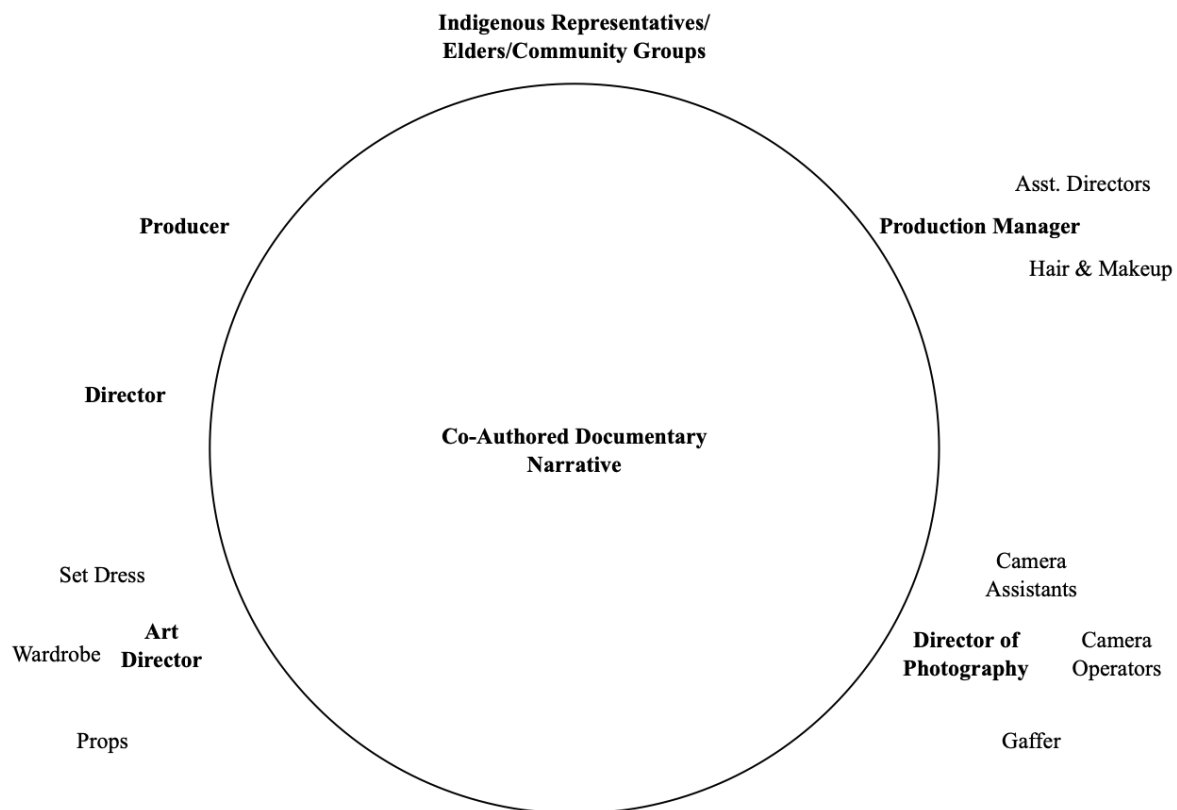 Indigenous Representatives/
Elders/Community Groups
Asst. Directors
Producer
Production Manager
Hair & Makeup
Director
Co-Authored Documentary
Narrative
Set Dress
Camera
Assistants
Art
Director
Wardrobe
Director of
Photography
Camera
Operators
Props
Gaffer